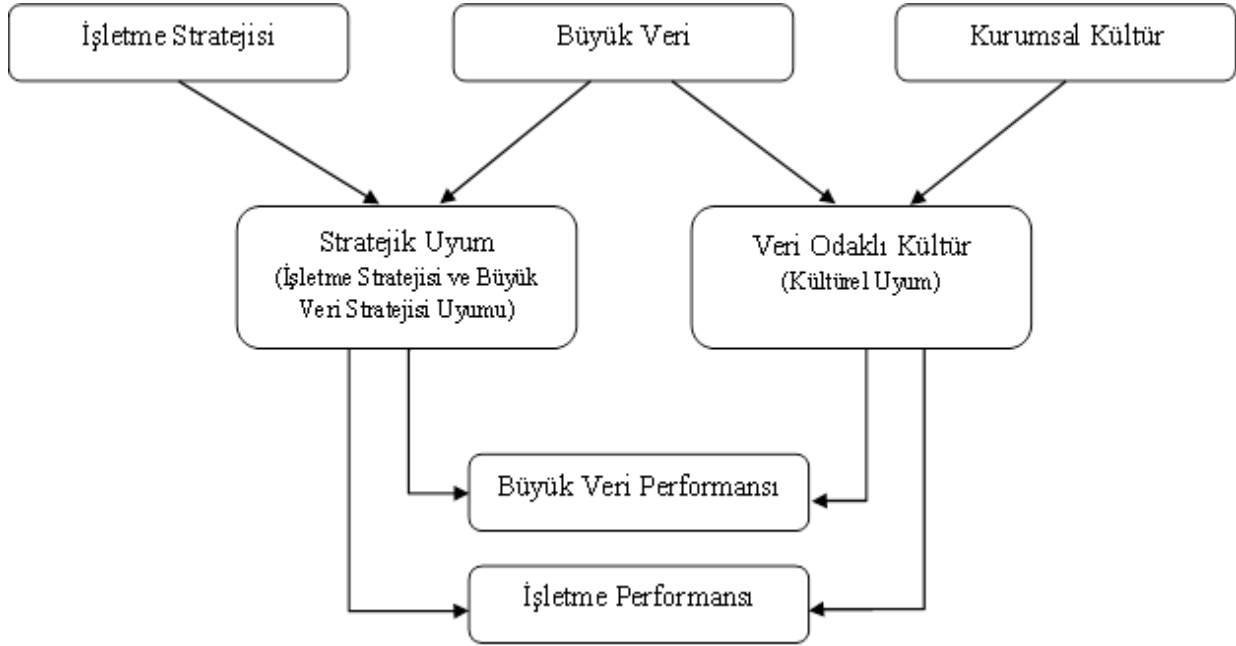 İşletme Stratejisi
Büyük Veri
Kurumsal Kültür
Stratejik Uyum
(İşletme Stratejisi ve Büyük
Veri Stratejisi Uyumu)
Veri Odaklı Kültür
(Kültürel Uyum)
Büyük Veri Performansı
İşletme Performansı